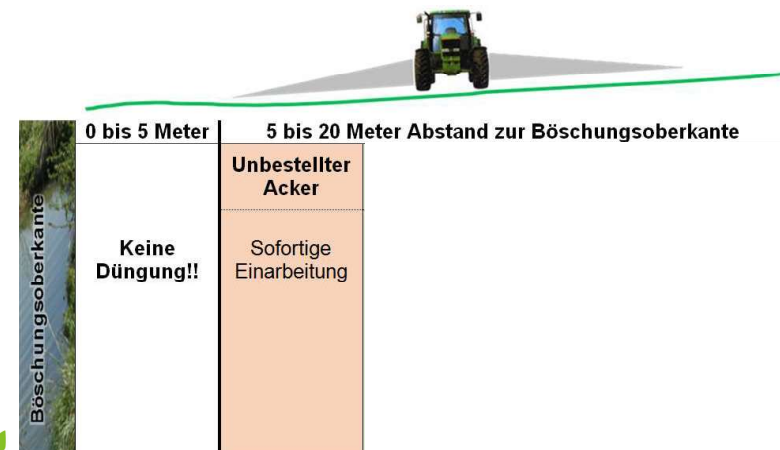 0 bis 5 Meter
5 bis 20 Meter Abstand zur Böschungsoberkante
Unbestellter
Acker
Böschungsoberkante
Keine
Düngung!!
Sofortige
Einarbeitung